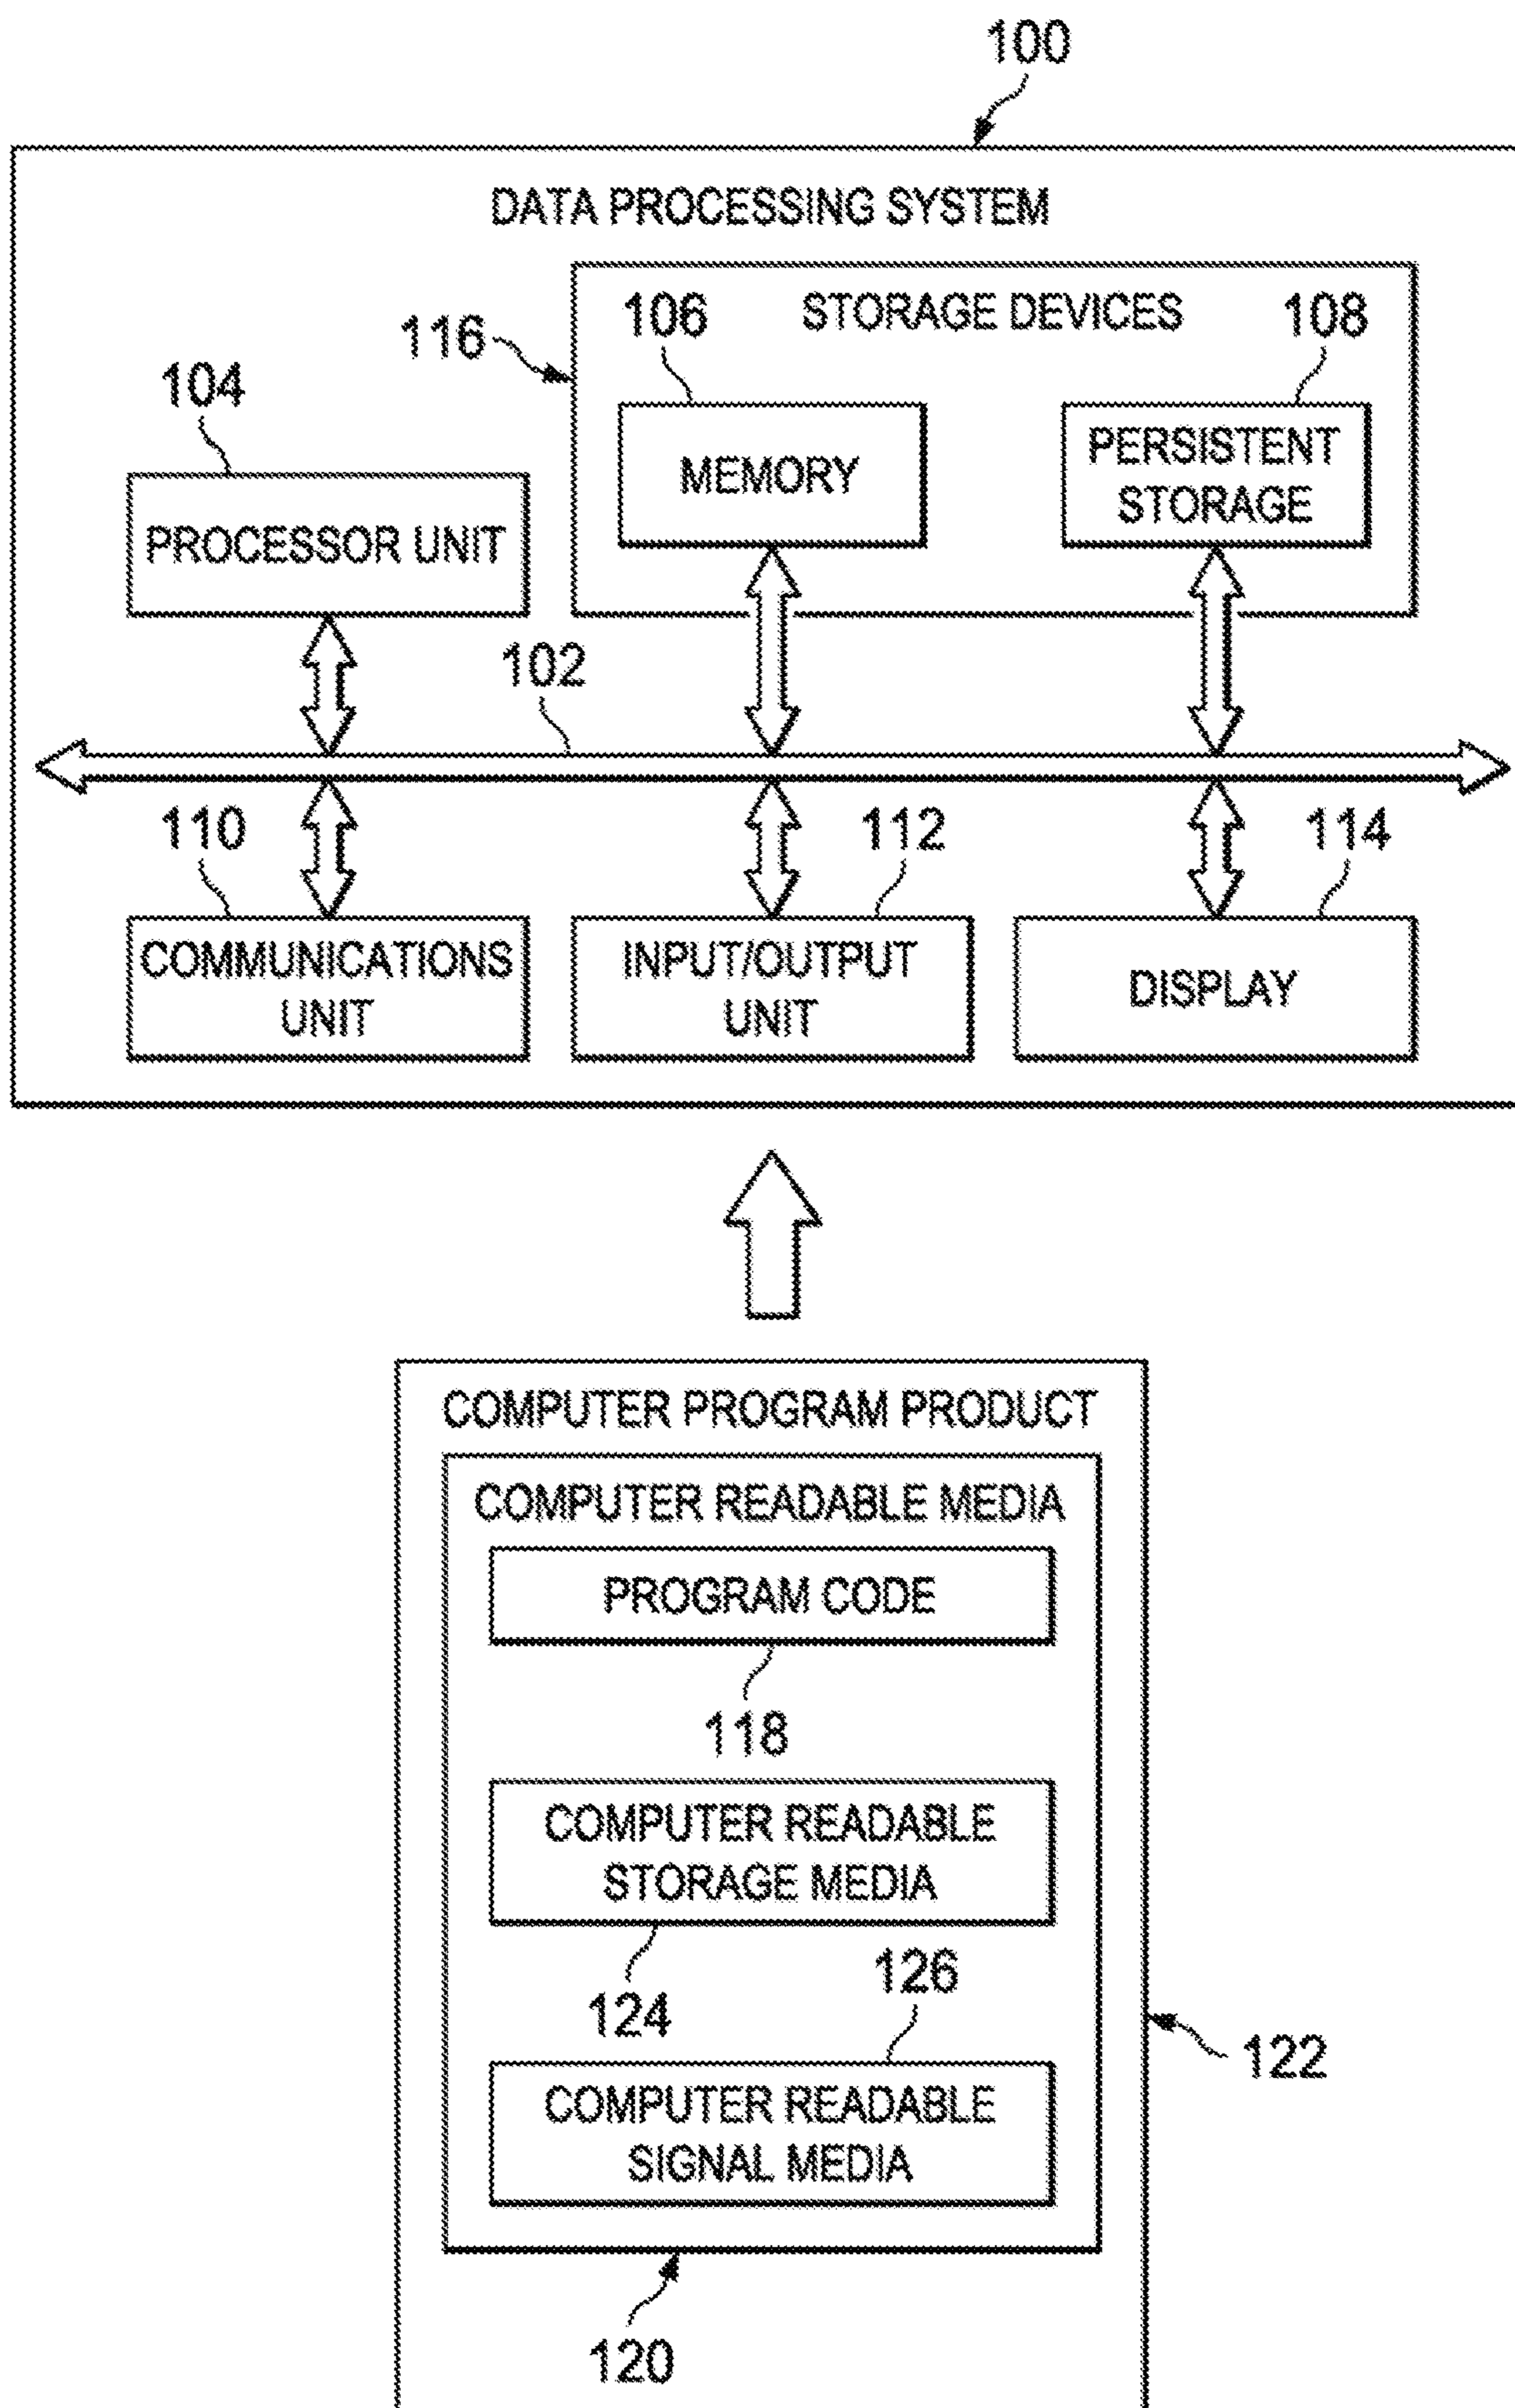 100
DATA PROCESSING SYSTEM
116
106
STORAGE DEVICES
108
104
MEMORY
PERSISTENT
STORAGE
PROCESSOR UNIT
102
110
112
114
COMMUNICATIONS
UNIT
INPUT/OUTPUT
UNIT
DISPLAY
COMPUTER PROGRAM PRODUCT
COMPUTER READABLE MEDIA
PROGRAM CODE
118
COMPUTER READABLE
STORAGE MEDIA
124
126
122
COMPUTER READABLE
SIGNAL MEDIA
120